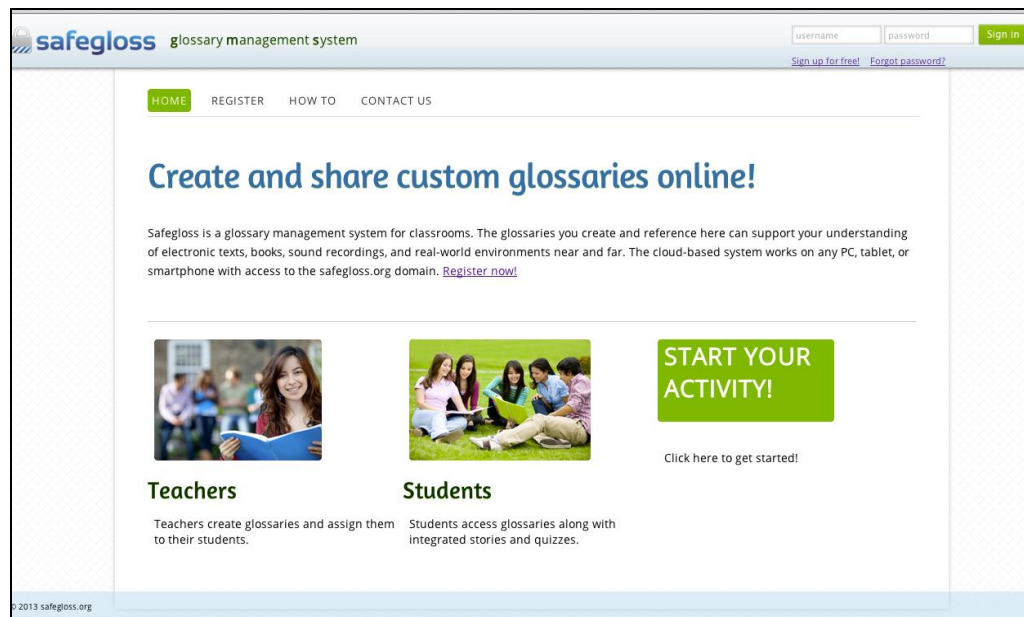 safegloss glossary management system
username password Sign in
Sign up for free! Forgot password?
HOME REGISTER HOW TO CONTACT US
Create and share custom glossaries online!
Safegloss is a glossary management system for classrooms. The glossaries you create and reference here can support your understanding
of electronic texts, books, sound recordings, and real-world environments near and far. The cloud-based system works on any PC, tablet, or
smartphone with access to the safegloss.org domain. Register now!
START YOUR
ACTIVITY!
Click here to get started!
Teachers
Teachers create glossaries and assign them
to their students.
Students
Students access glossaries along with
integrated stories and quizzes.
© 2013 safegloss.org